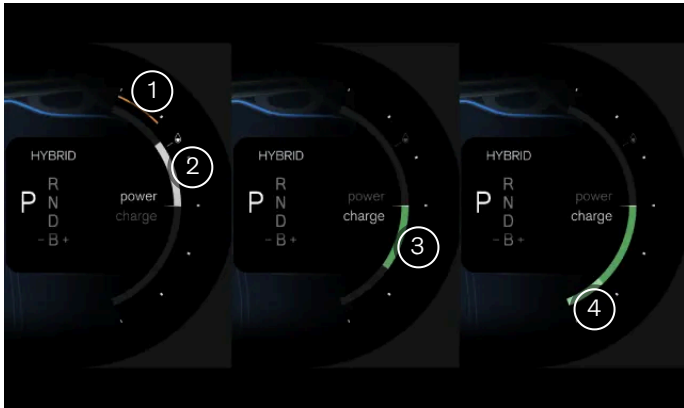 1
2
HYBRID
P
R
N
D
- B +
power
charge
HYBRID
P
R
N
D
- B +
power
charge
3
HYBRID
P
R
N
D
- B +
power
charge
4